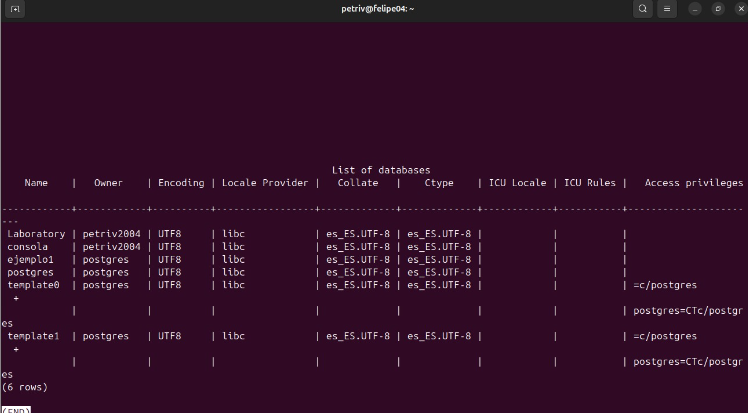 petriv@felipe04: ~
List of databases
Name | Owner | Encoding | Locale Provider | Collate | Ctype | ICU Locale | ICU Rules | Access privileges
------------+------------+----------+-----------------+-------------+-------------+------------+-----------+-------------------
---
Laboratory | petriv2004 | UTF8 | libc | es_ES.UTF-8 | es_ES.UTF-8 | | |
consola | petriv2004 | UTF8 | libc | es_ES.UTF-8 | es_ES.UTF-8 | | |
ejemplo1 | postgres | UTF8 | libc | es_ES.UTF-8 | es_ES.UTF-8 | | |
postgres | postgres | UTF8 | libc | es_ES.UTF-8 | es_ES.UTF-8 | | |
template0 | postgres | UTF8 | libc | es_ES.UTF-8 | es_ES.UTF-8 | | | =c/postgres
+
| | | | | | | | postgres=CTc/postgr
es
template1 | postgres | UTF8 | libc | es_ES.UTF-8 | es_ES.UTF-8 | | | =c/postgres
+
| | | | | | | | postgres=CTc/postgr
es
(6 rows)
(END)